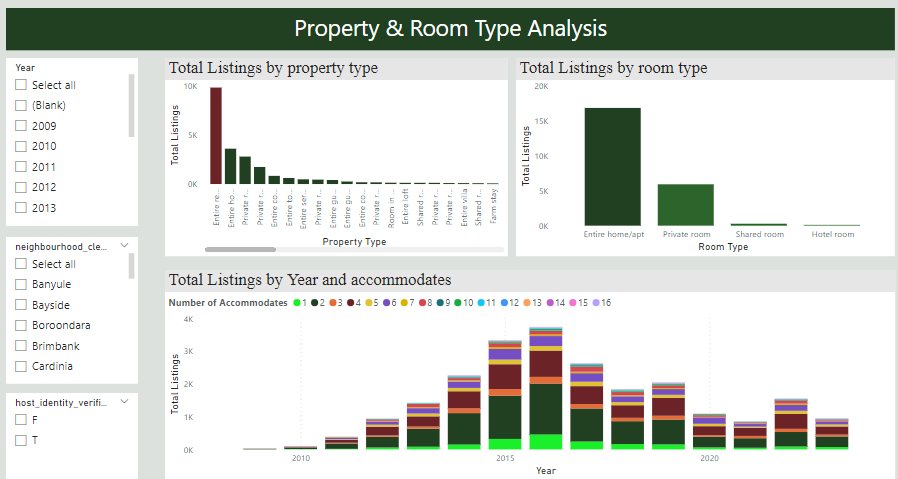 Property & Room Type Analysis
Year
Select all
(Blank)
2009
2010
2011
2012
2013
neighbourhood_cle...
Select all
Banyule
Bayside
Boroondara
Brimbank
Cardinia
host_identity_verifi...
F
T
Total Listings by property type
Total Listings
10K
5K
0K
Entire re...
Entire ho...
Private r...
Private r...
Entire co...
Entire to...
Entire ser...
Private r...
Entire gu...
Entire gu...
Entire co...
Private r...
Room in ...
Entire loft
Shared r...
Private r...
Private r...
Entire villa
Shared r...
Farm stay
Property Type
Total Listings by room type
Total Listings
20K
15K
10K
5K
0K
Entire home/apt
Private room
Shared room
Hotel room
Room Type
Total Listings by Year and accommodates
Number of Accommodates 1 2 3 4 5 6 7 8 9 10 11 12 13 14 15 16
Total Listings
4K
3K
2K
1K
0K
2010 2015 2020
Year